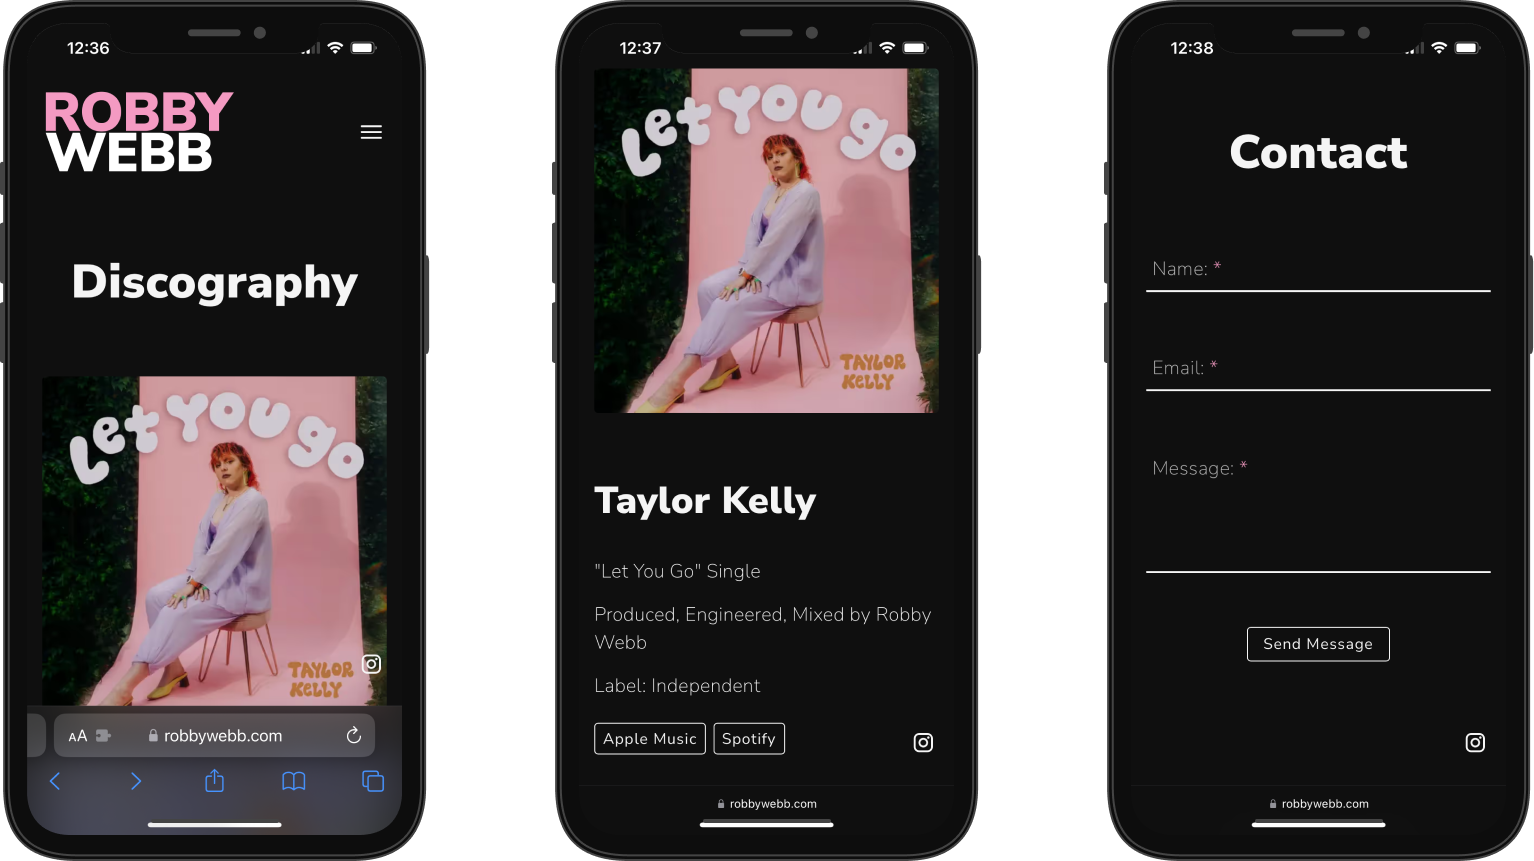 12:36
ROBBY
WEBB
Discography
Let You go
TAYLOR
KELLY
AA
robbywebb.com
12:37
Let You go
TAYLOR
KELLY
Taylor Kelly
"Let You Go" Single
Produced, Engineered, Mixed by Robby
Webb
Label: Independent
Apple Music
Spotify
robbywebb.com
12:38
Contact
Name: *
Email: *
Message: *
Send Message
robbywebb.com